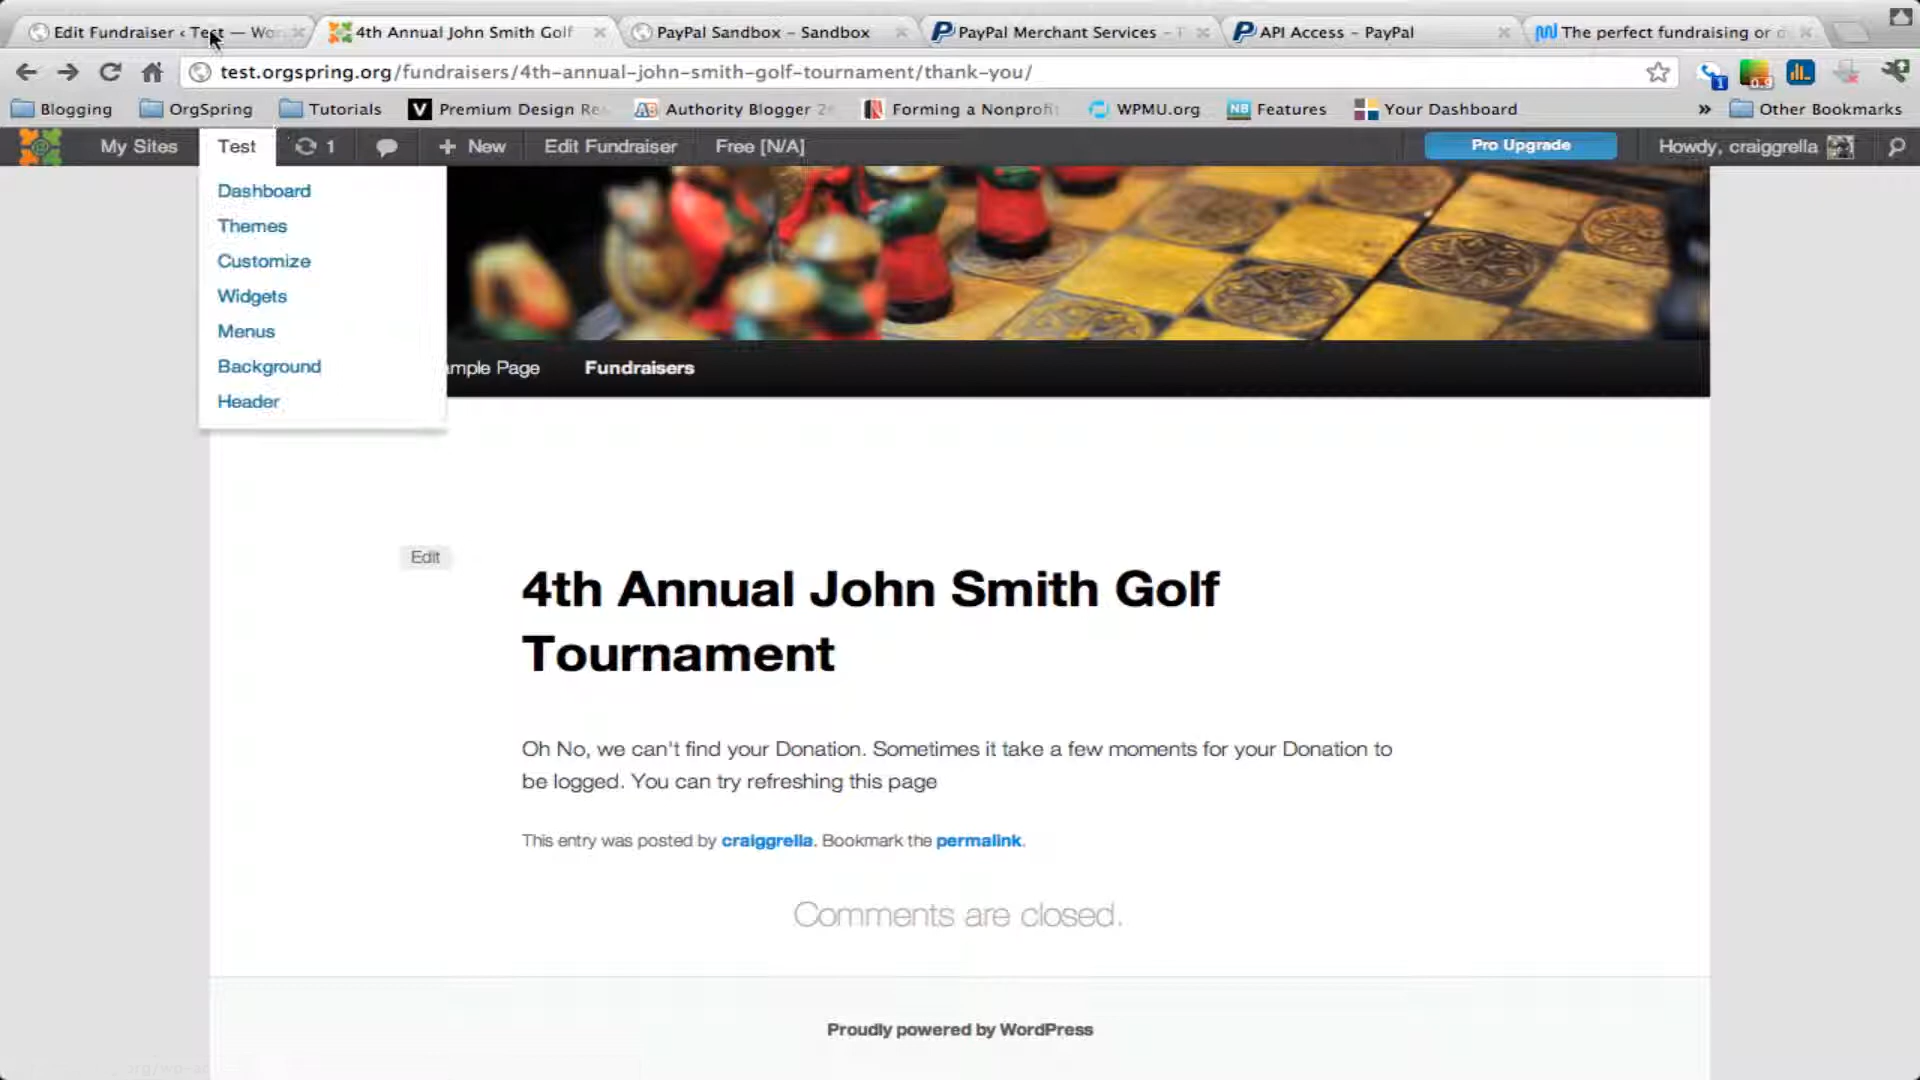 Edit Fundraiser ‹ Test — Wo
4th Annual John Smith Golf
PayPal Sandbox – Sandbox
PayPal Merchant Services –
API Access – PayPal
The perfect fundraising or
test.orgspring.org/fundraisers/4th-annual-john-smith-golf-tournament/thank-you/
Blogging
OrgSpring
Tutorials
Premium Design Re
Authority Blogger
Forming a Nonprofi
WPMU.org
Features
Your Dashboard
»
Other Bookmarks
My Sites
Test
1
+ New
Edit Fundraiser
Free [N/A]
Pro Upgrade
Howdy, craiggrella
Dashboard
Themes
Customize
Widgets
Menus
Background
Header
mple Page
Fundraisers
Edit
4th Annual John Smith Golf
Tournament
Oh No, we can't find your Donation. Sometimes it take a few moments for your Donation to
be logged. You can try refreshing this page
This entry was posted by craiggrella. Bookmark the permalink.
Comments are closed.
Proudly powered by WordPress